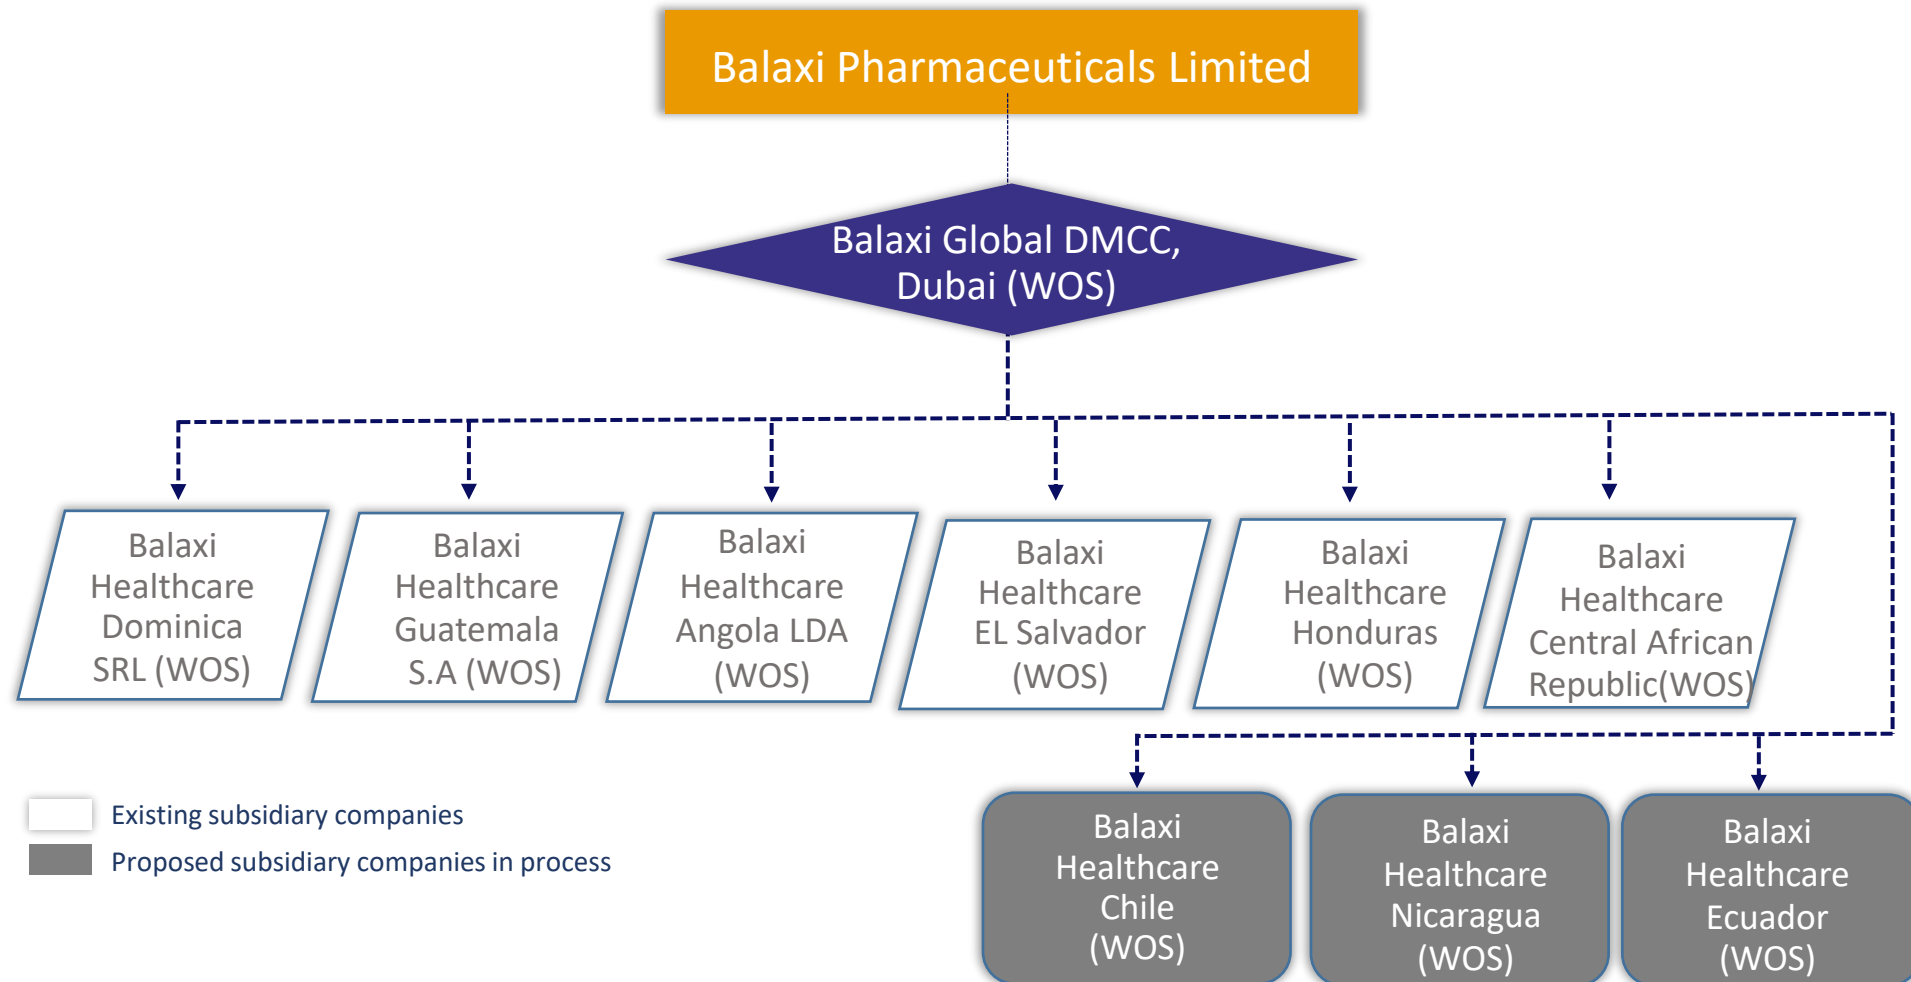 Balaxi Pharmaceuticals Limited
Balaxi Global DMCC,
Dubai (WOS)
Balaxi
Healthcare
Dominica
SRL (WOS)
Balaxi
Healthcare
Guatemala
S.A (WOS)
Balaxi
Healthcare
Angola LDA
(WOS)
Balaxi
Healthcare
EL Salvador
(WOS)
Balaxi
Healthcare
Honduras
(WOS)
Balaxi
Healthcare
Central African
Republic(WOS)
Existing subsidiary companies
Proposed subsidiary companies in process
Balaxi
Healthcare
Chile
(WOS)
Balaxi
Healthcare
Nicaragua
(WOS)
Balaxi
Healthcare
Ecuador
(WOS)